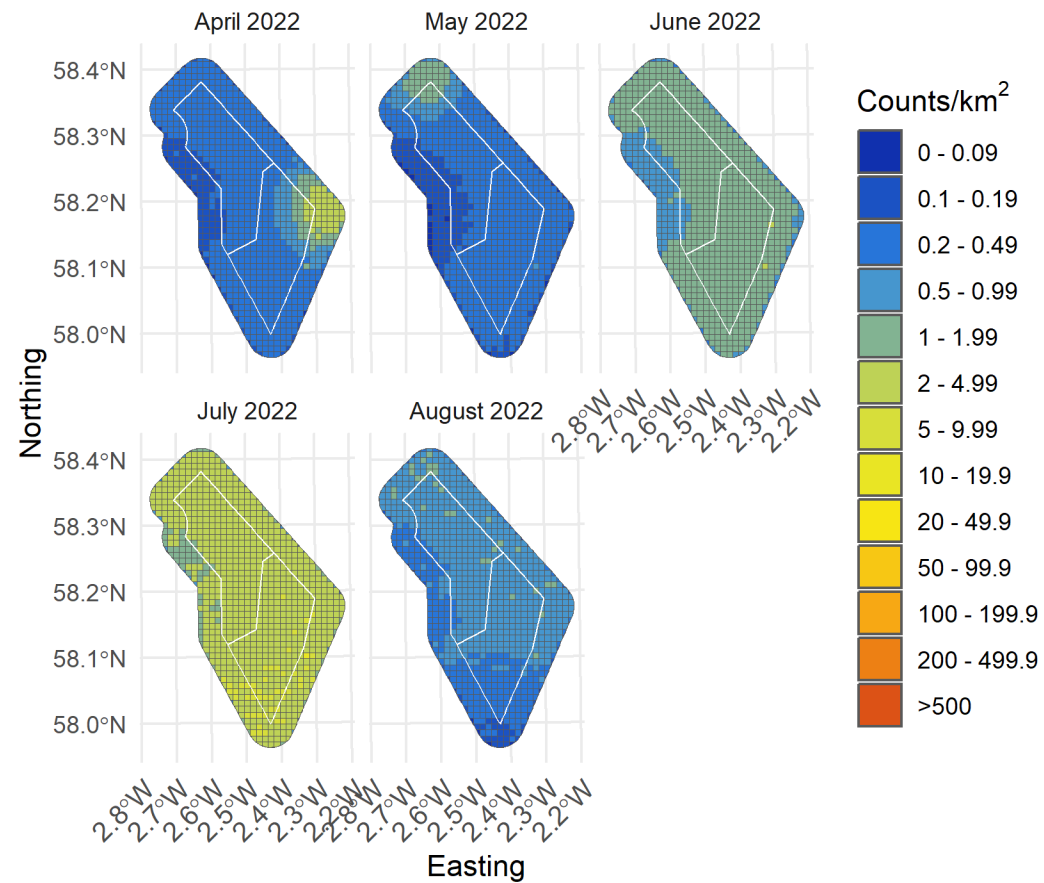 April 2022
May 2022
June 2022
58.4°N
58.3°N
58.2°N
58.1°N
58.0°N
2.8°W
2.7°W
2.6°W
2.5°W
2.4°W
2.3°W
2.2°W
July 2022
August 2022
58.4°N
58.3°N
58.2°N
58.1°N
58.0°N
2.8°W
2.7°W
2.6°W
2.5°W
2.4°W
2.3°W
2.2°W
2.8°W
2.7°W
2.6°W
2.5°W
2.4°W
2.3°W
2.2°W
Northing
Easting
Counts/km²
0 - 0.09
0.1 - 0.19
0.2 - 0.49
0.5 - 0.99
1 - 1.99
2 - 4.99
5 - 9.99
10 - 19.9
20 - 49.9
50 - 99.9
100 - 199.9
200 - 499.9
>500